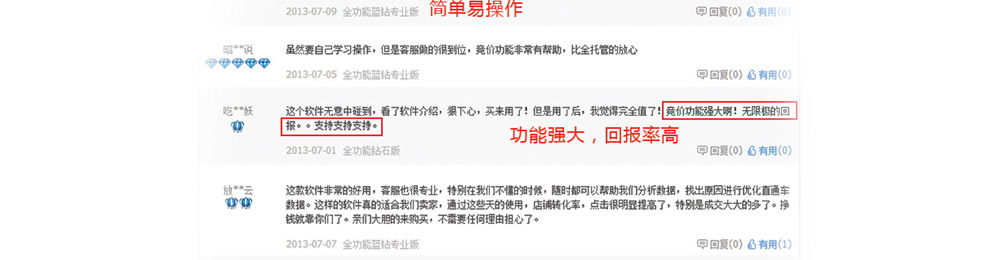 简单易操作
2013-07-09 全功能蓝钻专业版 回复(0) 有用(0)
昭**说
虽然要自己学习操作，但是客服做的很到位，竞价功能非常有帮助，比全托管的放心
2013-07-05 全功能蓝钻专业版 回复(0) 有用(0)
吃**妖
这个软件无意中碰到，看了软件介绍，狠下心，买来用了！但是用了后，我觉得完全值了！竞价功能强大啊！无限极的回
报。。支持支持支持。
功能强大，回报率高
2013-07-01 全功能钻石版 回复(0) 有用(0)
放**云
这款软件非常的好用，客服也很专业，特别在我们不懂的时候，随时都可以帮助我们分析数据，找出原因进行优化直通车
数据。这样的软件真的适合我们卖家，通过这些天的使用，店铺转化率，点击很明显提高了，特别是成交大大的多了。挣
钱就靠你们了。亲们大胆的来购买，不需要任何理由担心了。
2013-07-07 全功能蓝钻专业版 回复(0) 有用(1)